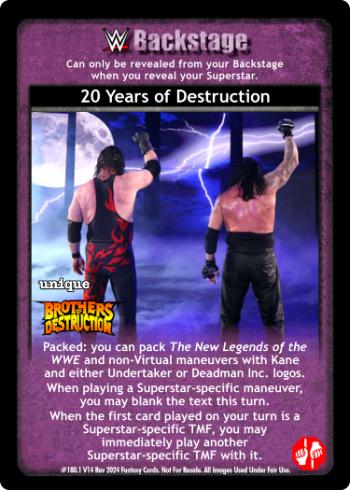 W Backstage
Can only be revealed from your Backstage
when you reveal your Superstar.
20 Years of Destruction
unique
BROTHERS
OF
DESTRUCTION
Packed: you can pack The New Legends of the
WWE and non-Virtual maneuvers with Kane
and either Undertaker or Deadman Inc. logos.
When playing a Superstar-specific maneuver,
you may blank the text this turn.
When the first card played on your turn is a
Superstar-specific TMF, you may
immediately play another
Superstar-specific TMF with it.
#180.1 V14 Rev 2024 Fantasy Cards. Not For Resale. All Images Used Under Fair Use.